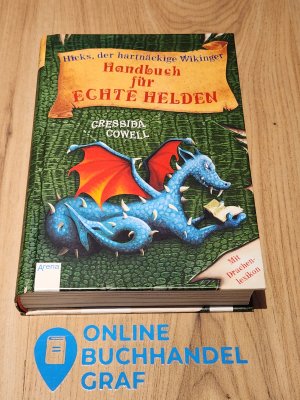 Hicks, der hartnäckige Wikinger
Handbuch
für
ECHTE HELDEN
CRESSIDA
COWELL
Mit
Drachen-
lexikon
Arena
ONLINE
BUCHHANDEL
GRAF